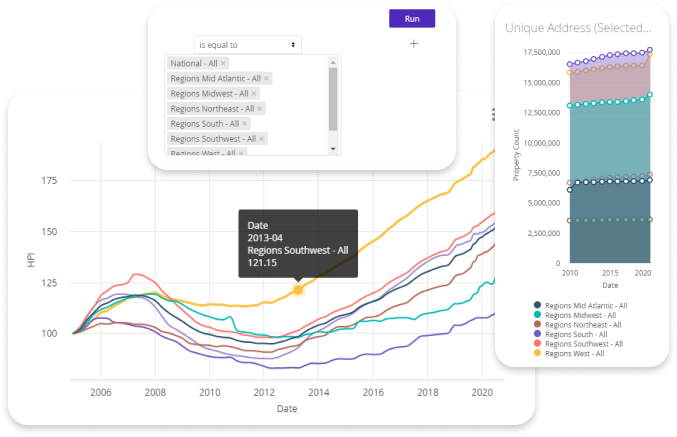 Run
is equal to
+
National - All ×
Regions Mid Atlantic - All ×
Regions Midwest - All ×
Regions Northeast - All ×
Regions South - All ×
Regions Southwest - All ×
Regions West - All ×
175
150
125
100
HPI
Date
2013-04
Regions Southwest - All
121.15
2006
2008
2010
2012
2014
2016
2018
2020
Date
Unique Address (Selected...
17,500,000
15,000,000
12,500,000
10,000,000
7,500,000
5,000,000
2,500,000
0
Property Count
2010
2015
2020
Date
Regions Mid Atlantic - All
Regions Midwest - All
Regions Northeast - All
Regions South - All
Regions Southwest - All
Regions West - All